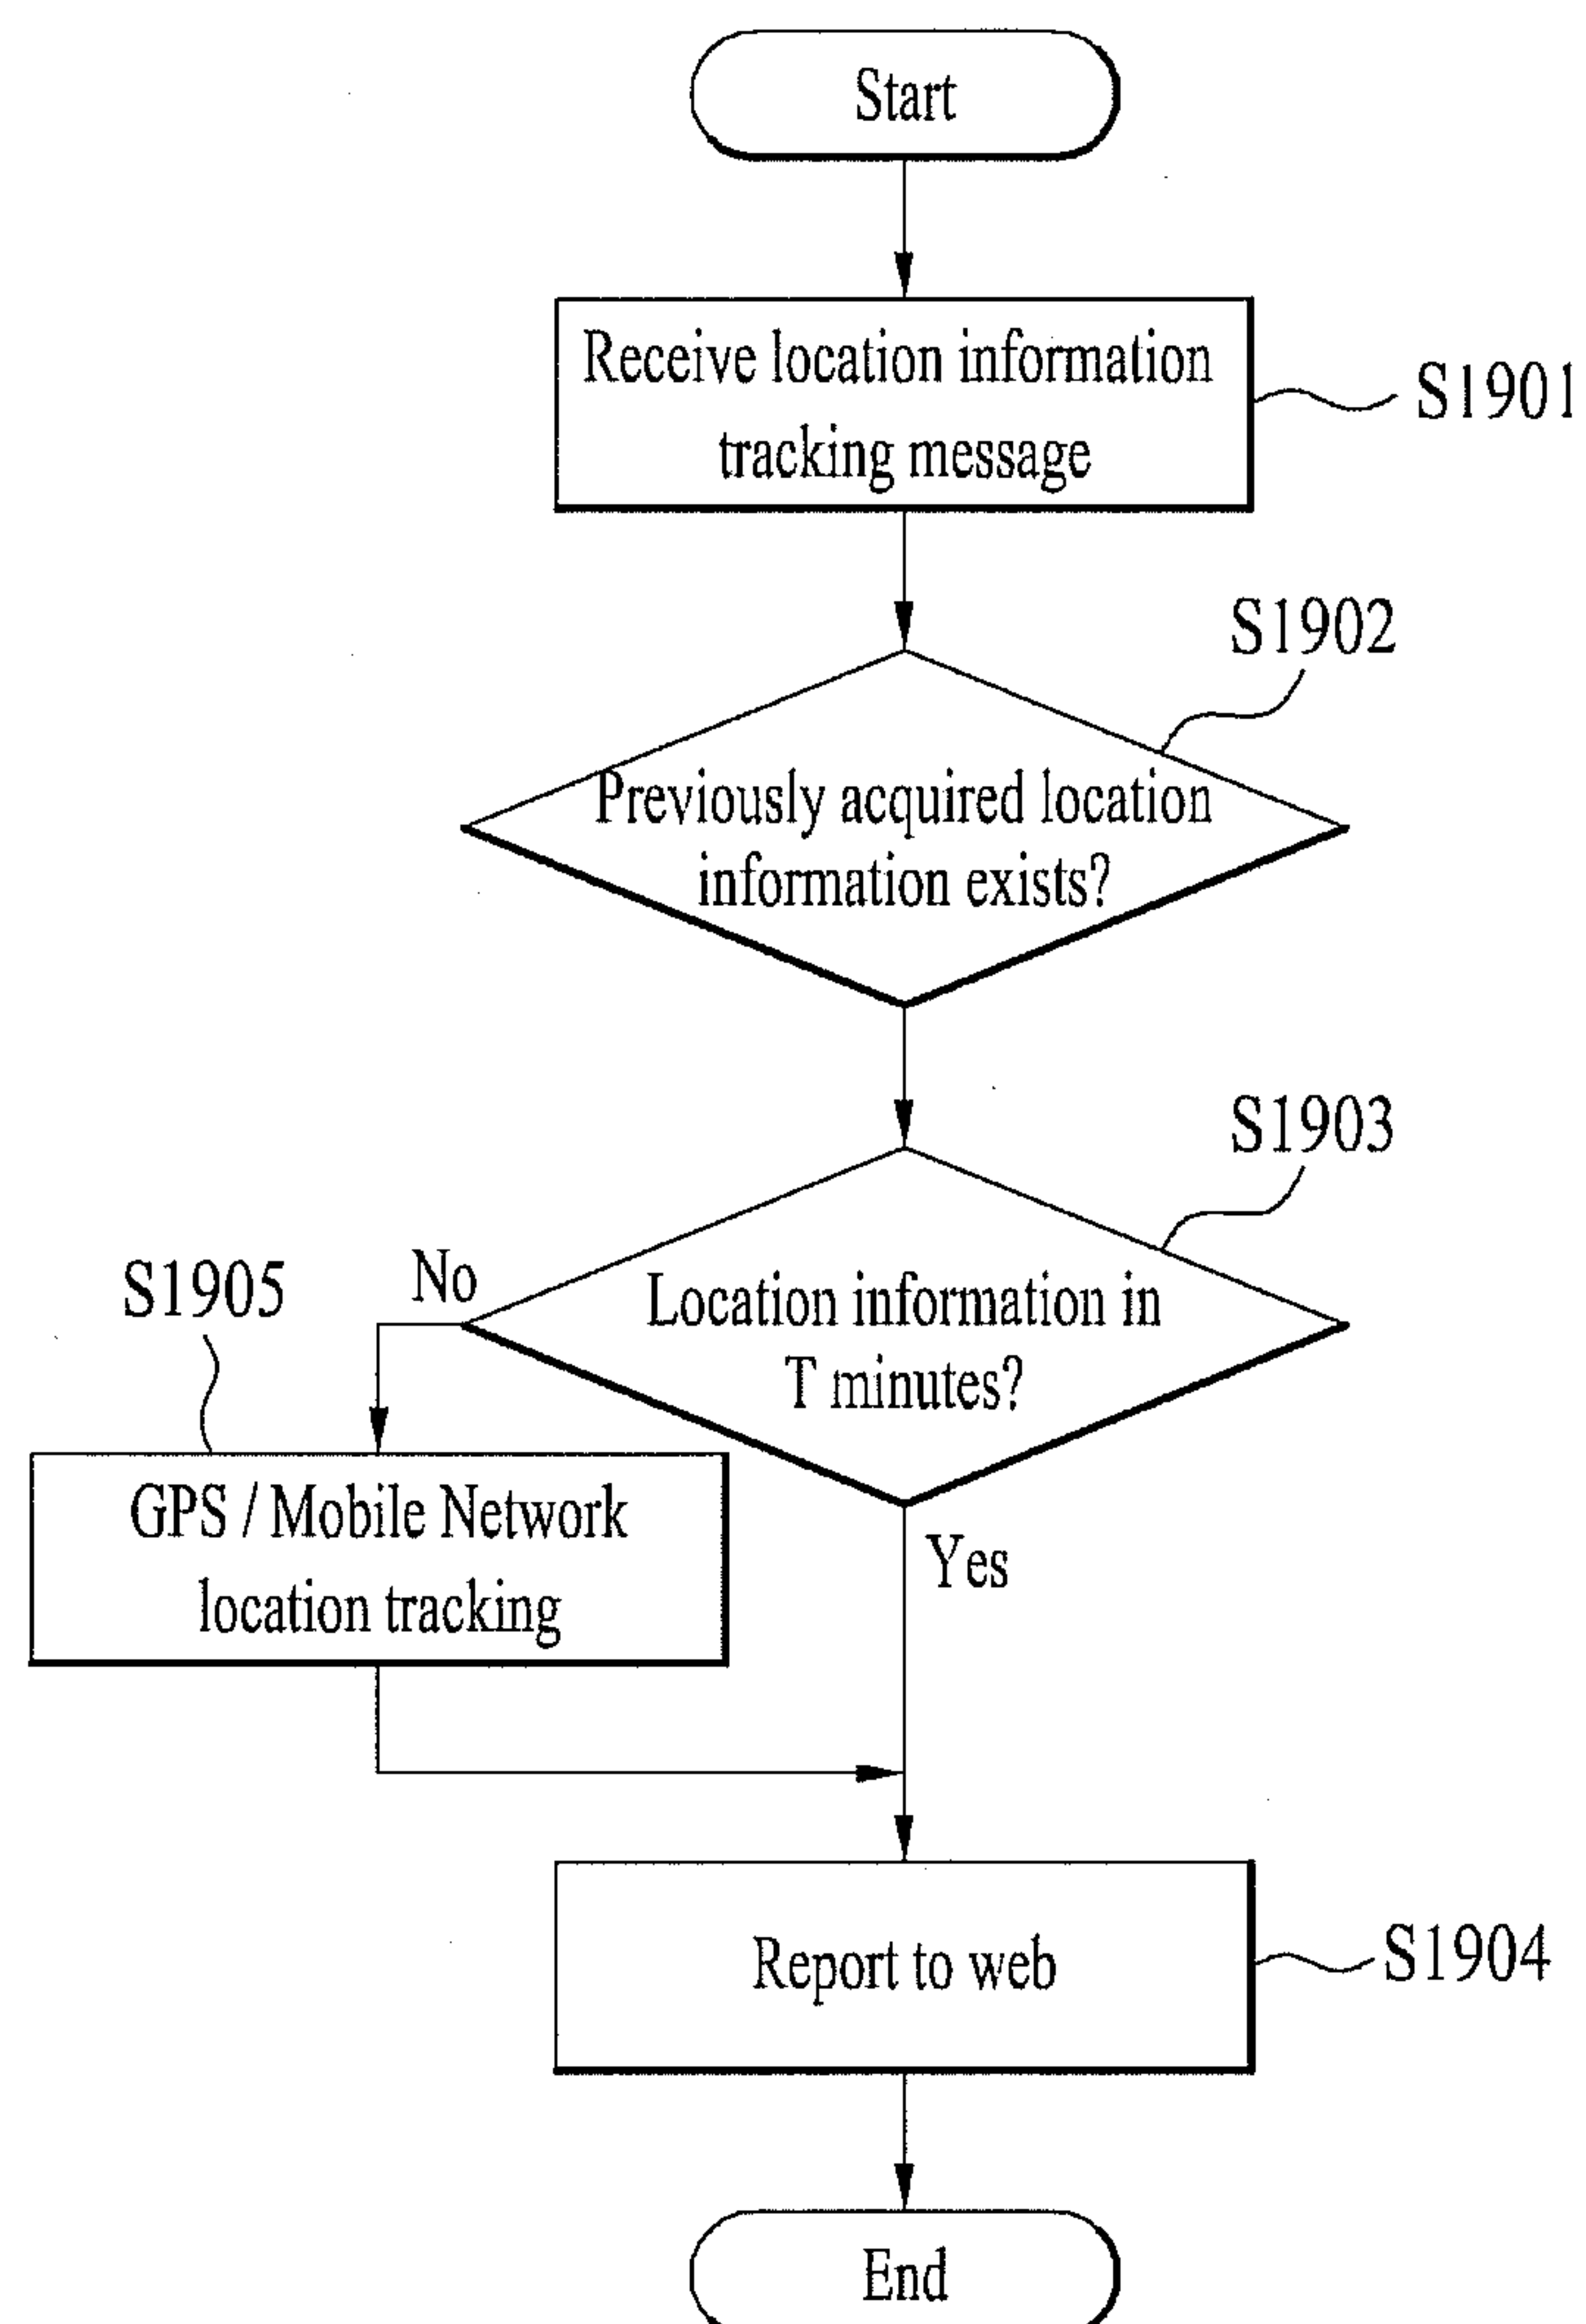 Start
Receive location information
tracking message
S1901
S1902
Previously acquired location
information exists?
S1903
No
Location information in
T minutes?
S1905
GPS / Mobile Network
location tracking
Yes
Report to web
S1904
End